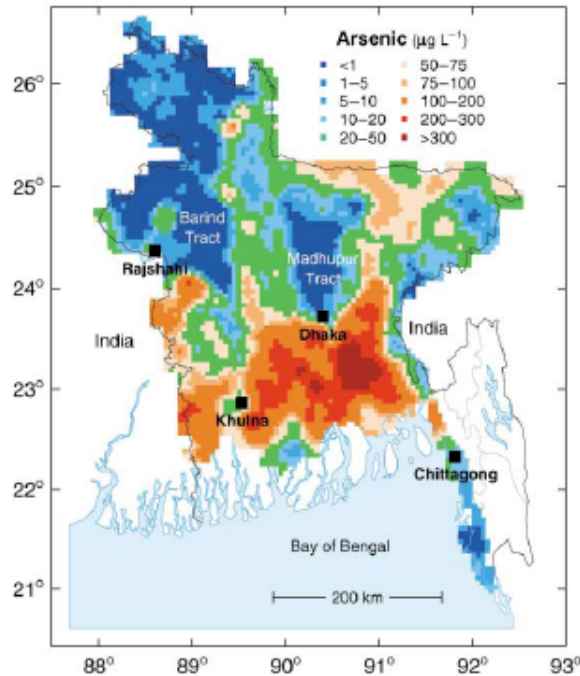 Arsenic (µg L⁻¹)
<1
1–5
5–10
10–20
20–50
50–75
75–100
100–200
200–300
>300
26°
25°
24°
23°
22°
21°
Barind
Tract
Madhupur
Tract
Rajshahi
Dhaka
India
India
Khulna
Chittagong
Bay of Bengal
200 km
88°
89°
90°
91°
92°
93°